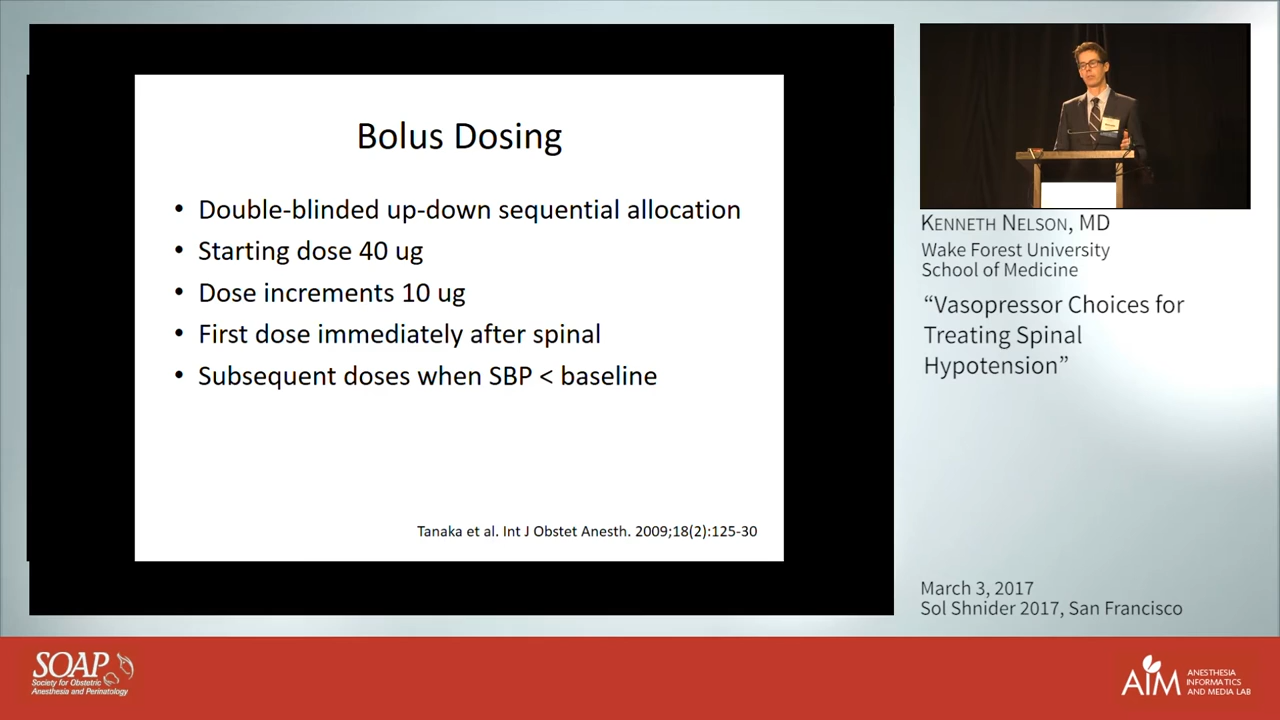 Bolus Dosing
• Double-blinded up-down sequential allocation
• Starting dose 40 ug
• Dose increments 10 ug
• First dose immediately after spinal
• Subsequent doses when SBP < baseline
Tanaka et al. Int J Obstet Anesth. 2009;18(2):125-30
KENNETH NELSON, MD
Wake Forest University
School of Medicine
“Vasopressor Choices for
Treating Spinal
Hypotension”
March 3, 2017
Sol Shnider 2017, San Francisco
SOAP
Society for Obstetric
Anesthesia and Perinatology
AIM
ANESTHESIA
INFORMATICS
AND MEDIA LAB